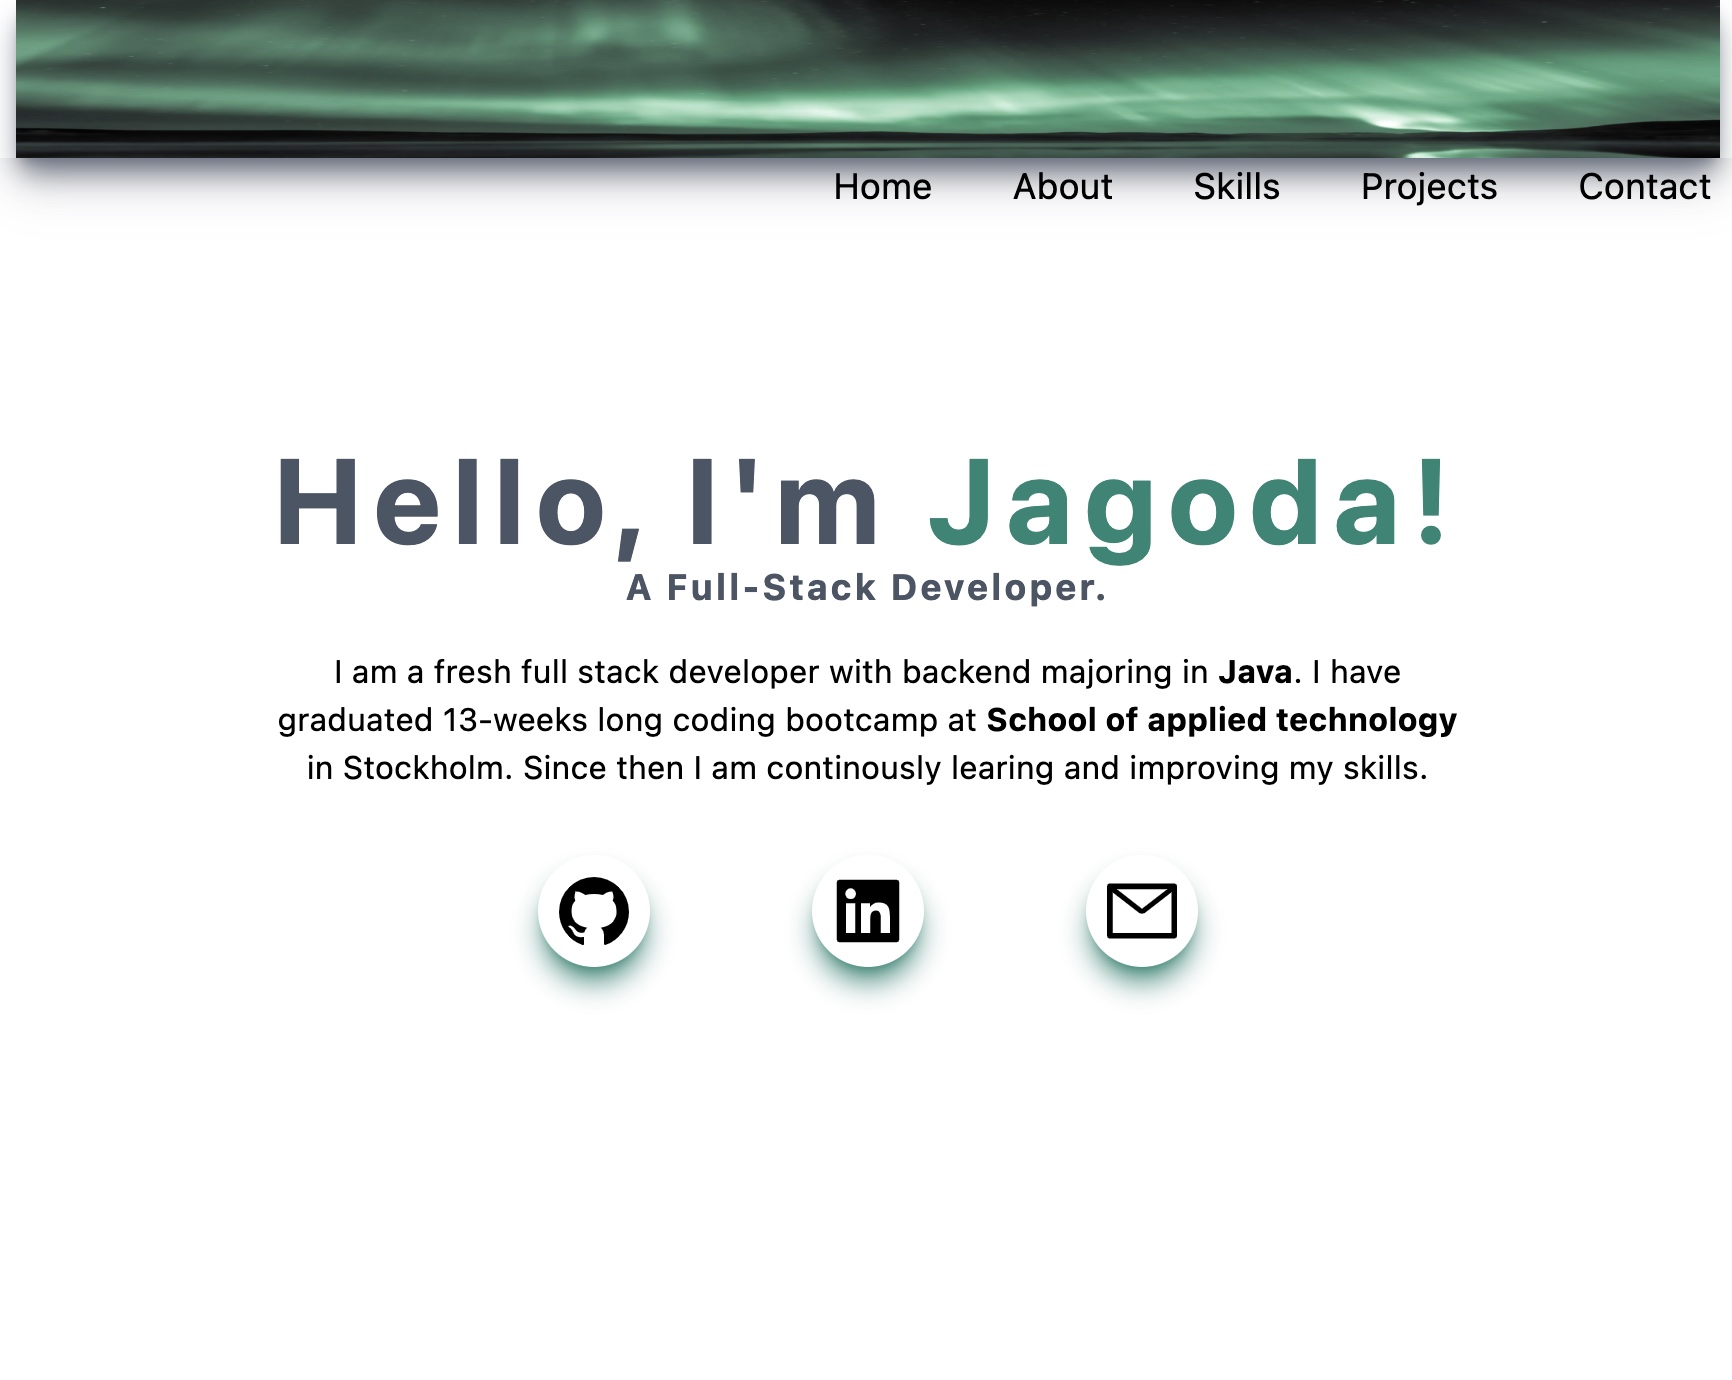 Home About Skills Projects Contact
Hello, I'm Jagoda!
A Full-Stack Developer.
I am a fresh full stack developer with backend majoring in Java. I have
graduated 13-weeks long coding bootcamp at School of applied technology
in Stockholm. Since then I am continously learing and improving my skills.
in